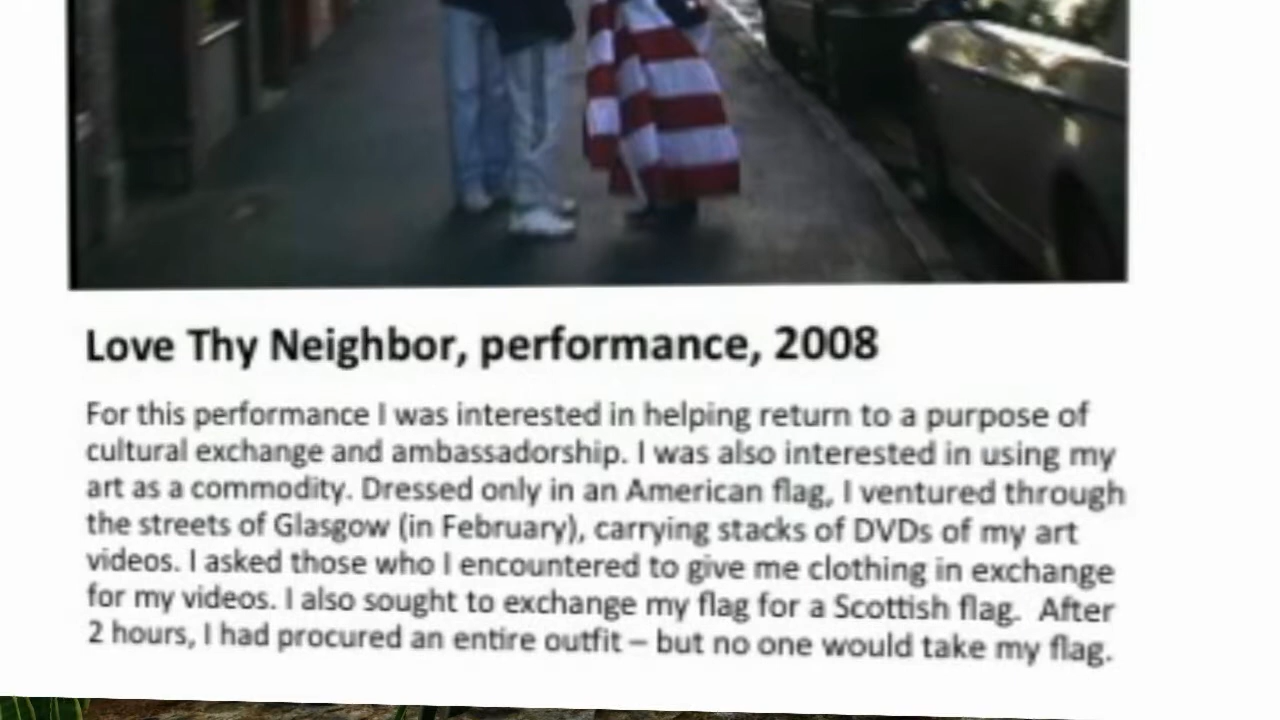 Love Thy Neighbor, performance, 2008
For this performance I was interested in helping return to a purpose of
cultural exchange and ambassadorship. I was also interested in using my
art as a commodity. Dressed only in an American flag, I ventured through
the streets of Glasgow (in February), carrying stacks of DVDs of my art
videos. I asked those who I encountered to give me clothing in exchange
for my videos. I also sought to exchange my flag for a Scottish flag.  After
2 hours, I had procured an entire outfit – but no one would take my flag.